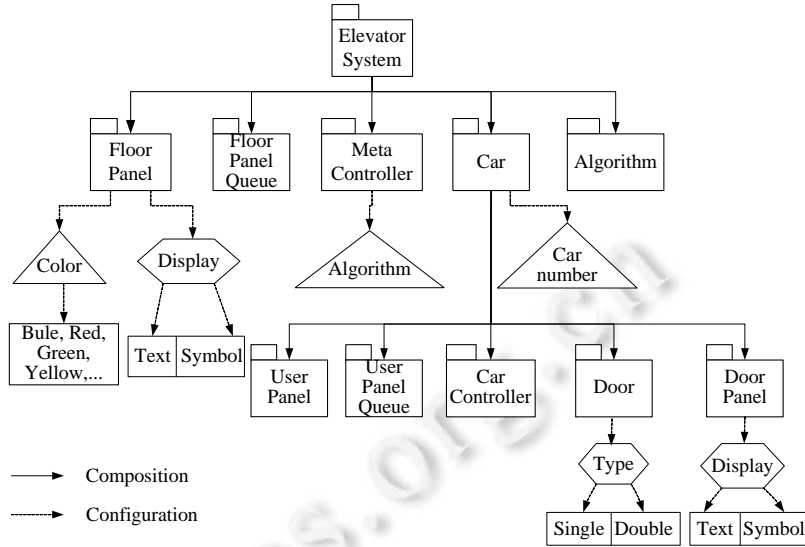 Elevator
System
Floor
Panel
Floor
Panel
Queue
Meta
Controller
Car
Algorithm
Color
Display
Algorithm
Car
number
Bule, Red,
Green,
Yellow,...
Text Symbol
User
Panel
User
Panel
Queue
Car
Controller
Door
Door
Panel
Composition
Configuration
Type
Display
Single Double
Text Symbol